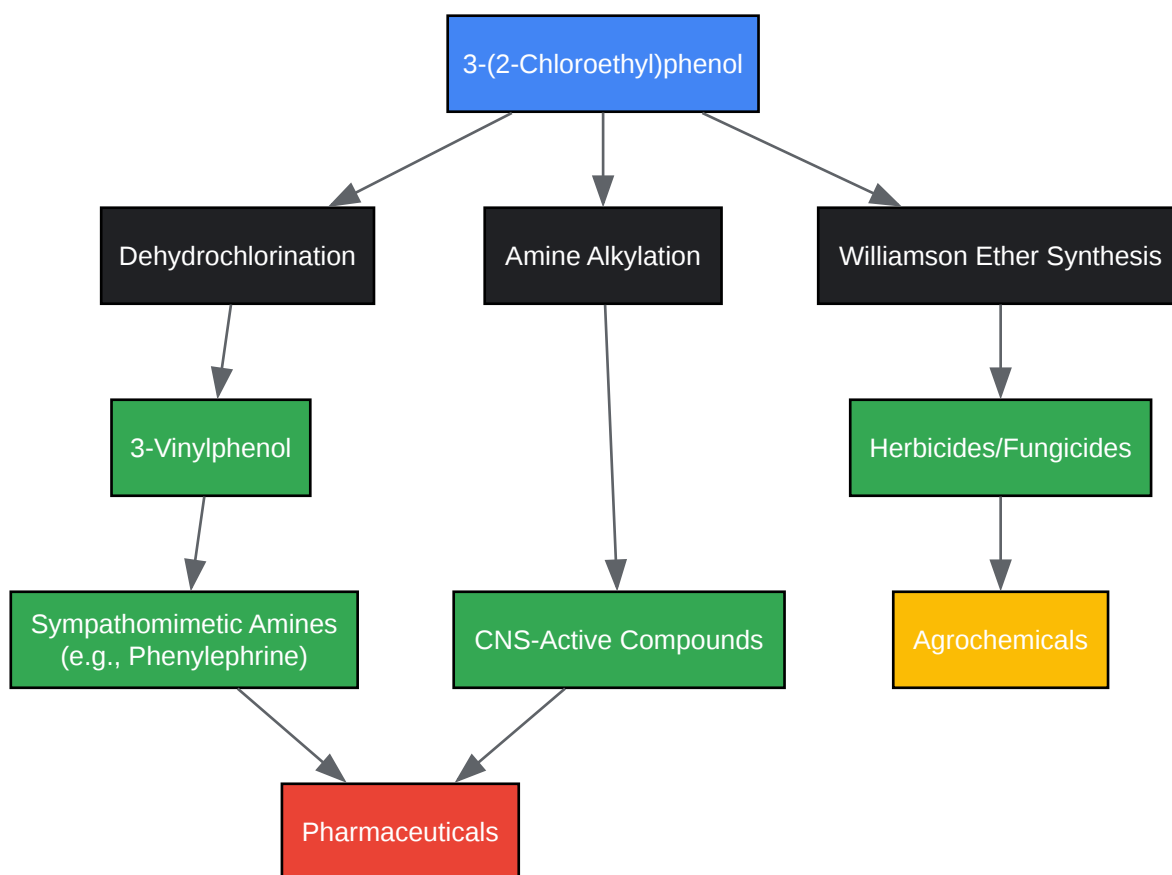 3-(2-Chloroethyl)phenol
Dehydrochlorination
Amine Alkylation
Williamson Ether Synthesis
3-Vinylphenol
Herbicides/Fungicides
Sympathomimetic Amines
(e.g., Phenylephrine)
CNS-Active Compounds
Agrochemicals
Pharmaceuticals